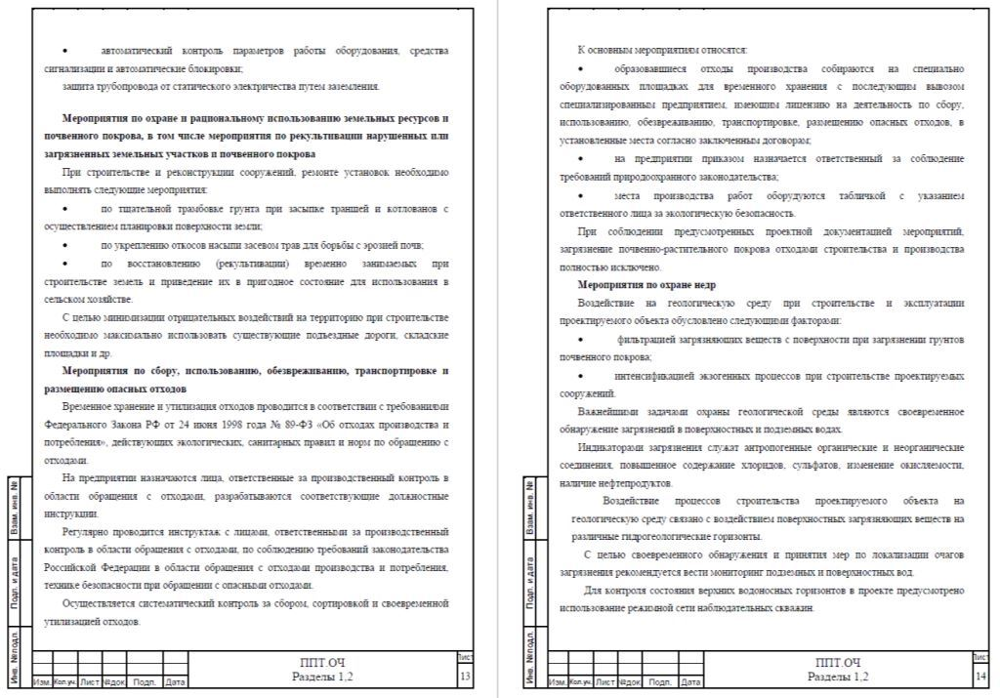 • автоматический контроль параметров работы оборудования, средства
сигнализации и автоматические блокировки;
защита трубопровода от статического электричества путем заземления.
Мероприятия по охране и рациональному использованию земельных ресурсов и
почвенного покрова, в том числе мероприятия по рекультивации нарушенных или
загрязненных земельных участков и почвенного покрова
При строительстве и реконструкции сооружений, ремонте установок необходимо
выполнять следующие мероприятия:
• по тщательной трамбовке грунта при засыпке траншей и котлованов с
осуществлением планировки поверхности земли;
• по укреплению откосов насыпи засевом трав для борьбы с эрозией почв;
• по восстановлению (рекультивации) временно занимаемых при
строительстве земель и приведение их в пригодное состояние для использования в
сельском хозяйстве.
С целью минимизации отрицательных воздействий на территорию при строительстве
необходимо максимально использовать существующие подъездные дороги, складские
площадки и др.
Мероприятия по сбору, использованию, обезвреживанию, транспортировке и
размещению опасных отходов
Временное хранение и утилизация отходов проводится в соответствии с требованиями
Федерального Закона РФ от 24 июня 1998 года № 89-ФЗ «Об отходах производства и
потребления», действующих экологических, санитарных правил и норм по обращению с
отходами.
На предприятии назначаются лица, ответственные за производственный контроль в
области обращения с отходами, разрабатываются соответствующие должностные
инструкции.
Регулярно проводится инструктаж с лицами, ответственными за производственный
контроль в области обращения с отходами, по соблюдению требований законодательства
Российской Федерации в области обращения с отходами производства и потребления,
технике безопасности при обращении с опасными отходами.
Осуществляется систематический контроль за сбором, сортировкой и своевременной
утилизацией отходов.
Взам. инв. №
Подп. и дата
Инв. №подл.
Изм. Кол.уч. Лист №док Подп. Дата
ППТ.ОЧ
Разделы 1,2
Лист
13
К основным мероприятиям относятся:
• образовавшиеся отходы производства собираются на специально
оборудованных площадках для временного хранения с последующим вывозом
специализированным предприятием, имеющим лицензию на деятельность по сбору,
использованию, обезвреживанию, транспортировке, размещению опасных отходов, в
установленные места согласно заключенным договорам;
• на предприятии приказом назначается ответственный за соблюдение
требований природоохранного законодательства;
• места производства работ оборудуются табличкой с указанием
ответственного лица за экологическую безопасность.
При соблюдении предусмотренных проектной документацией мероприятий,
загрязнение почвенно-растительного покрова отходами строительства и производства
полностью исключено.
Мероприятия по охране недр
Воздействие на геологическую среду при строительстве и эксплуатации
проектируемого объекта обусловлено следующими факторами:
• фильтрацией загрязняющих веществ с поверхности при загрязнении грунтов
почвенного покрова;
• интенсификацией экзогенных процессов при строительстве проектируемых
сооружений.
Важнейшими задачами охраны геологической среды являются своевременное
обнаружение загрязнений в поверхностных и подземных водах.
Индикаторами загрязнения служат антропогенные органические и неорганические
соединения, повышенное содержание хлоридов, сульфатов, изменение окисляемости,
наличие нефтепродуктов.
Воздействие процессов строительства проектируемого объекта на
геологическую среду связано с воздействием поверхностных загрязняющих веществ на
различные гидрогеологические горизонты.
С целью своевременного обнаружения и принятия мер по локализации очагов
загрязнения рекомендуется вести мониторинг подземных и поверхностных вод.
Для контроля состояния верхних водоносных горизонтов в проекте предусмотрено
использование режимной сети наблюдательных скважин.
Взам. инв. №
Подп. и дата
Инв. №подл.
Изм. Кол.уч. Лист №док Подп. Дата
ППТ.ОЧ
Разделы 1,2
Лист
14